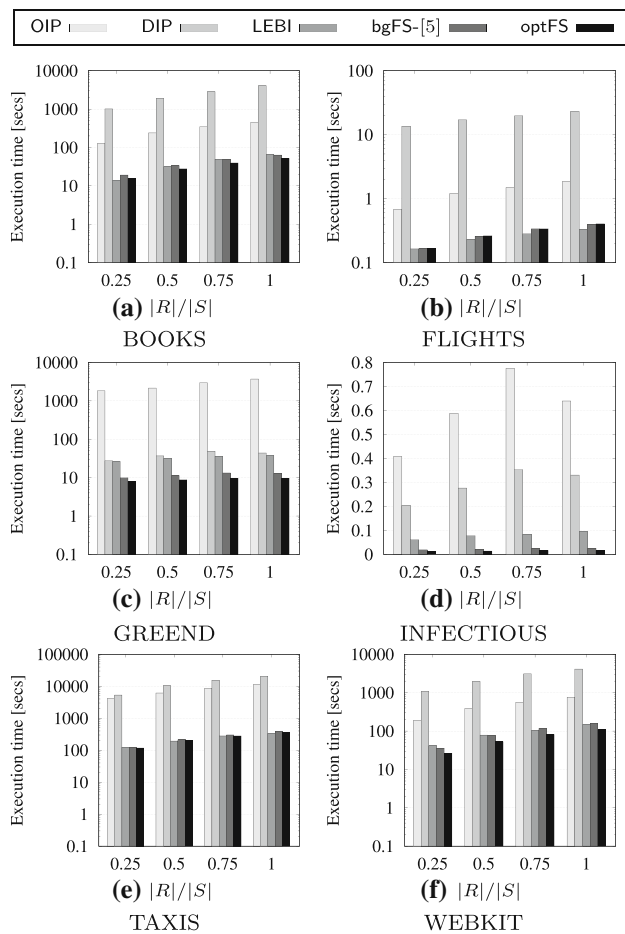 OIP DIP LEBI bgFS-[5] optFS
Execution time [secs]
10000
1000
100
10
1
0.1
0.25 0.5 0.75 1
(a) |R|/|S|
BOOKS
Execution time [secs]
100
10
1
0.1
0.25 0.5 0.75 1
(b) |R|/|S|
FLIGHTS
Execution time [secs]
10000
1000
100
10
1
0.1
0.25 0.5 0.75 1
(c) |R|/|S|
GREEND
Execution time [secs]
0.8
0.7
0.6
0.5
0.4
0.3
0.2
0.1
0
0.25 0.5 0.75 1
(d) |R|/|S|
INFECTIOUS
Execution time [secs]
100000
10000
1000
100
10
1
0.1
0.25 0.5 0.75 1
(e) |R|/|S|
TAXIS
Execution time [secs]
10000
1000
100
10
1
0.1
0.25 0.5 0.75 1
(f) |R|/|S|
WEBKIT